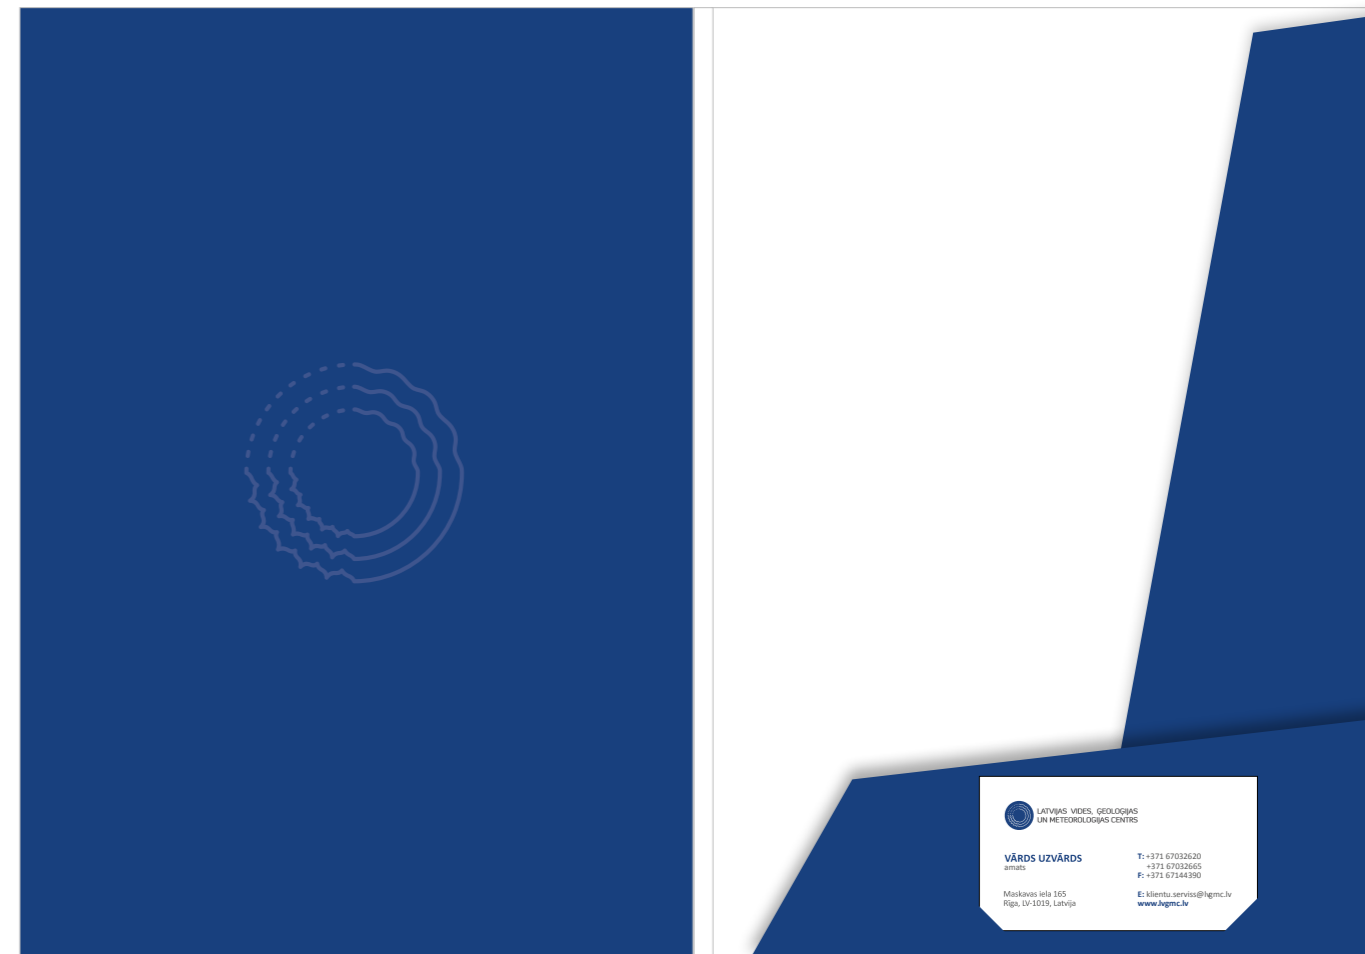 LATVIJAS VIDES, ĢEOLOĢIJAS
UN METEOROLOĢIJAS CENTRS
VĀRDS UZVĀRDS
amats
Maskavas iela 165
Rīga, LV-1019, Latvija
T: +371 67032620
+371 67032665
F: +371 67144390
E: klientu.serviss@lvgmc.lv
www.lvgmc.lv